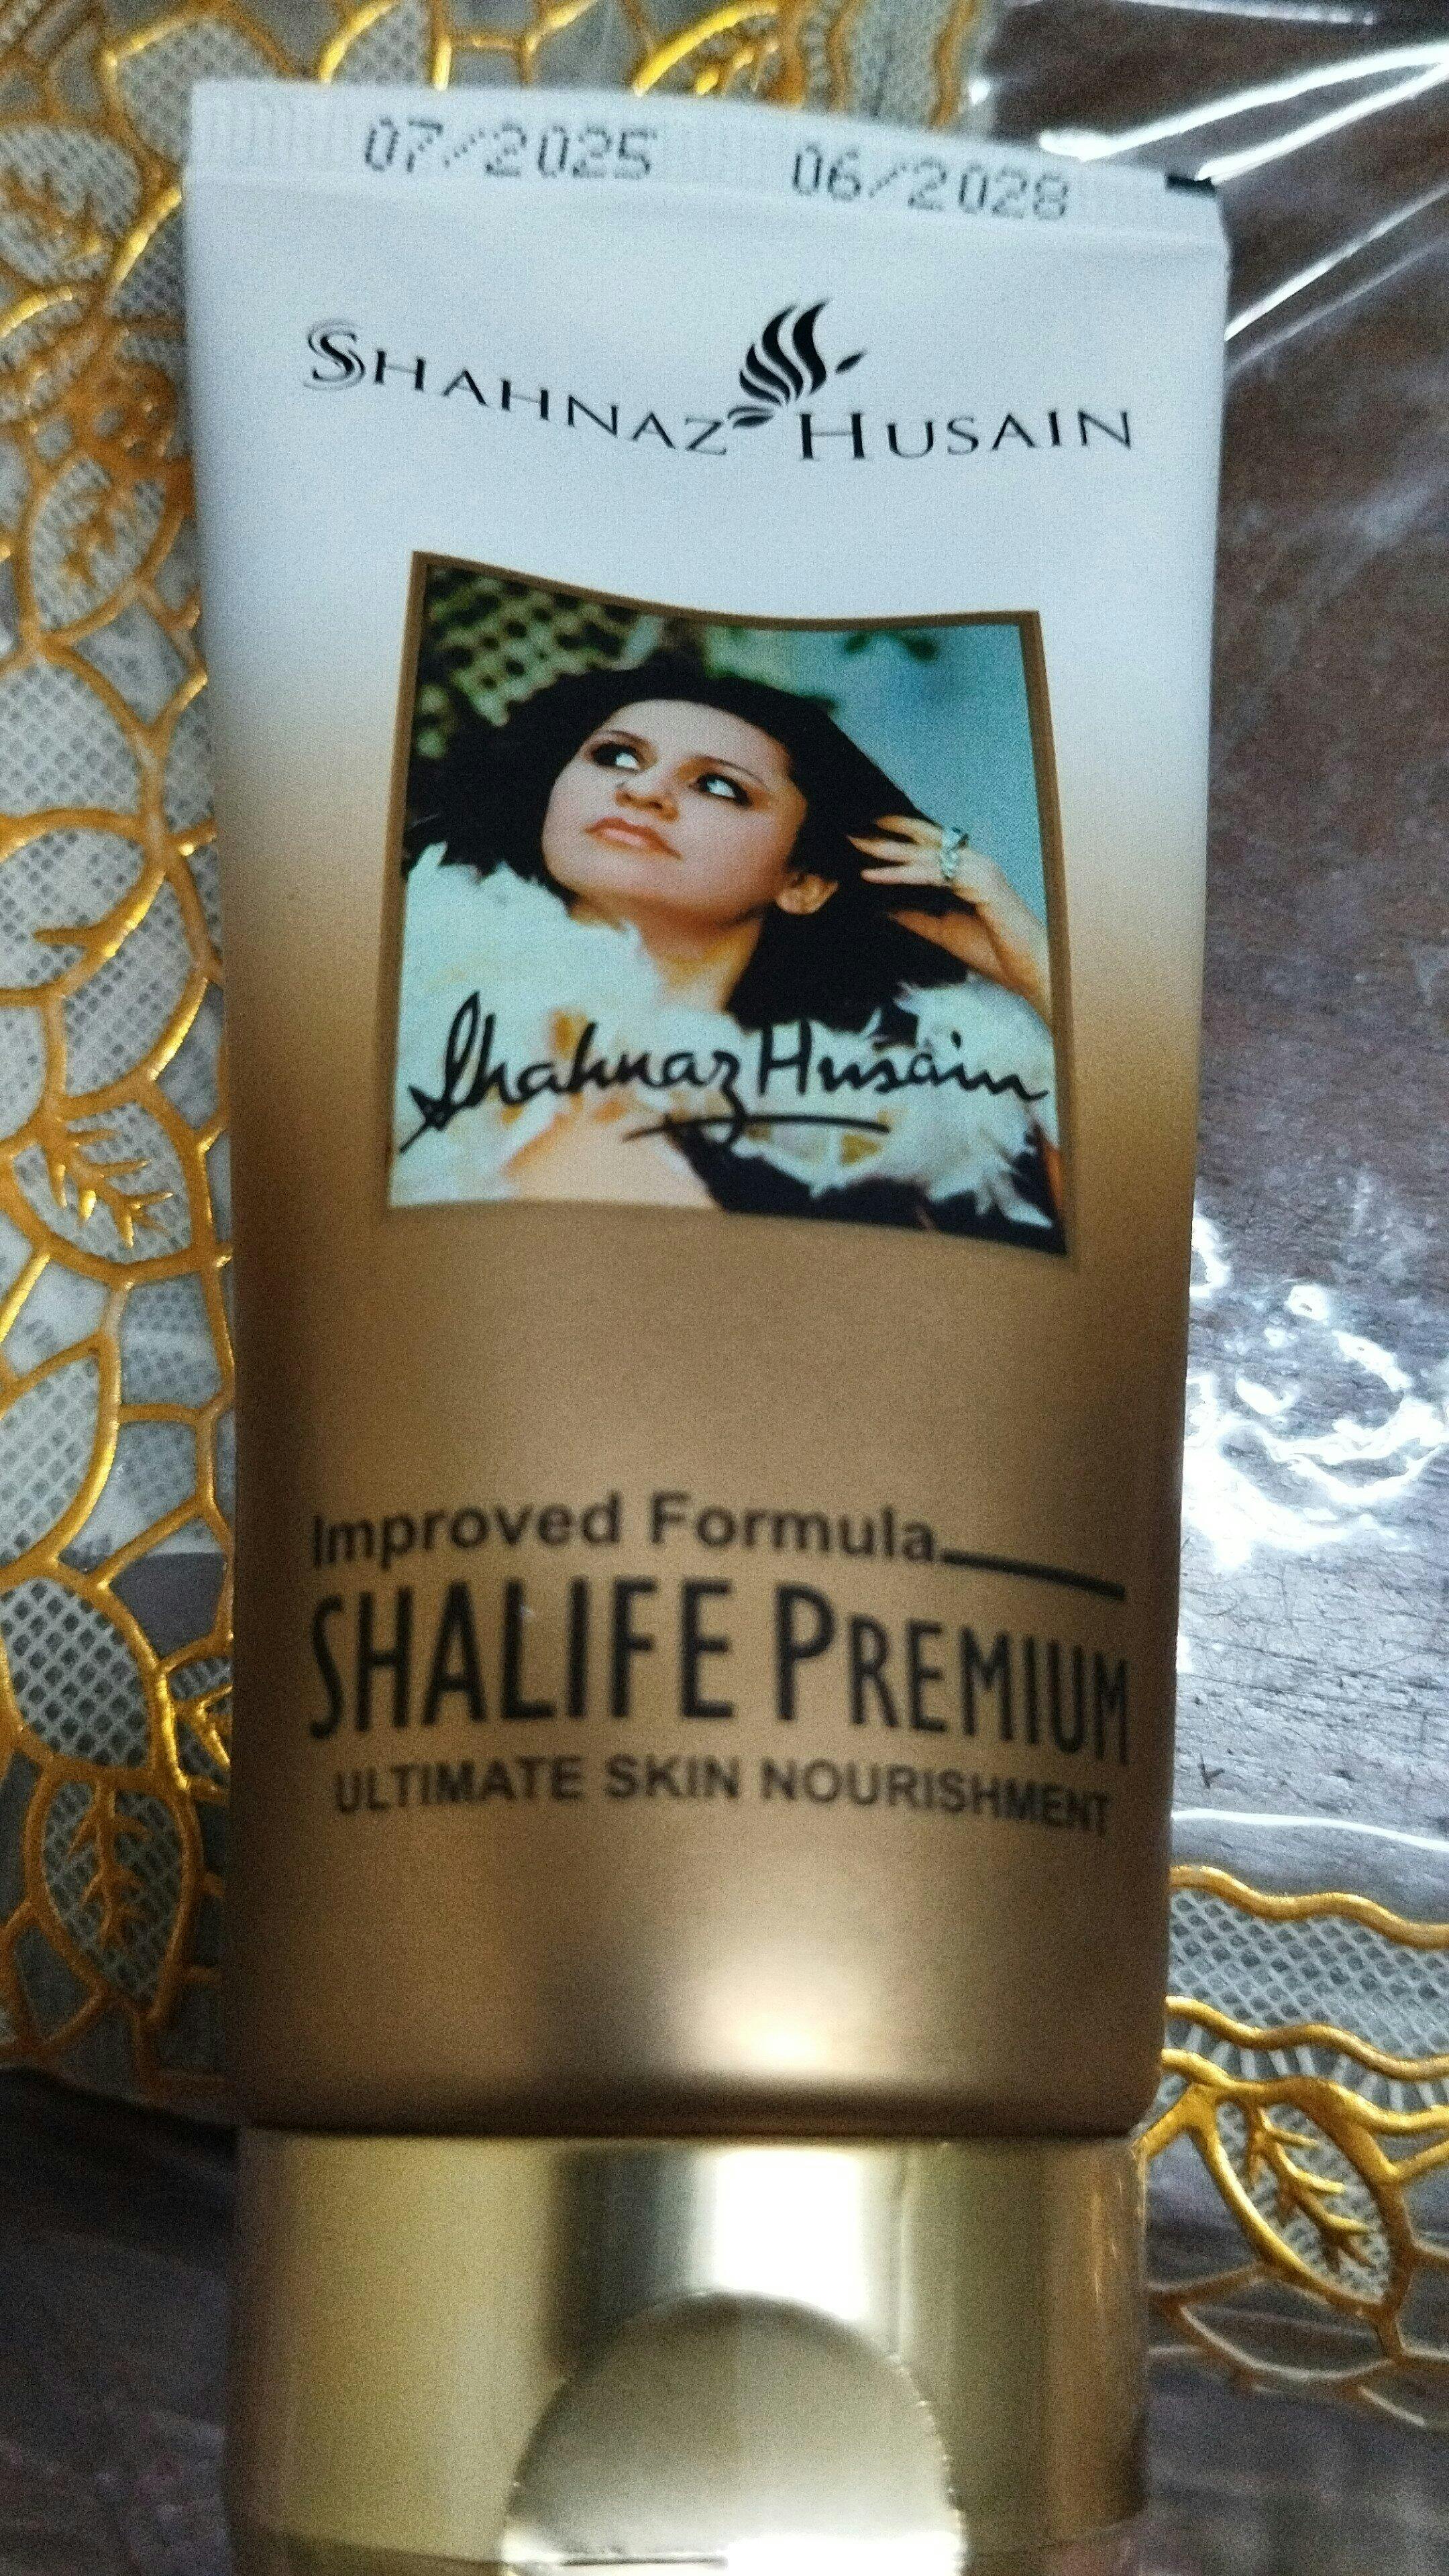 07/2025 06/2028
SHAHNAZ HUSAIN
Shahnaz Husain
Improved Formula
SHALIFE PREMIUM
ULTIMATE SKIN NOURISHMENT